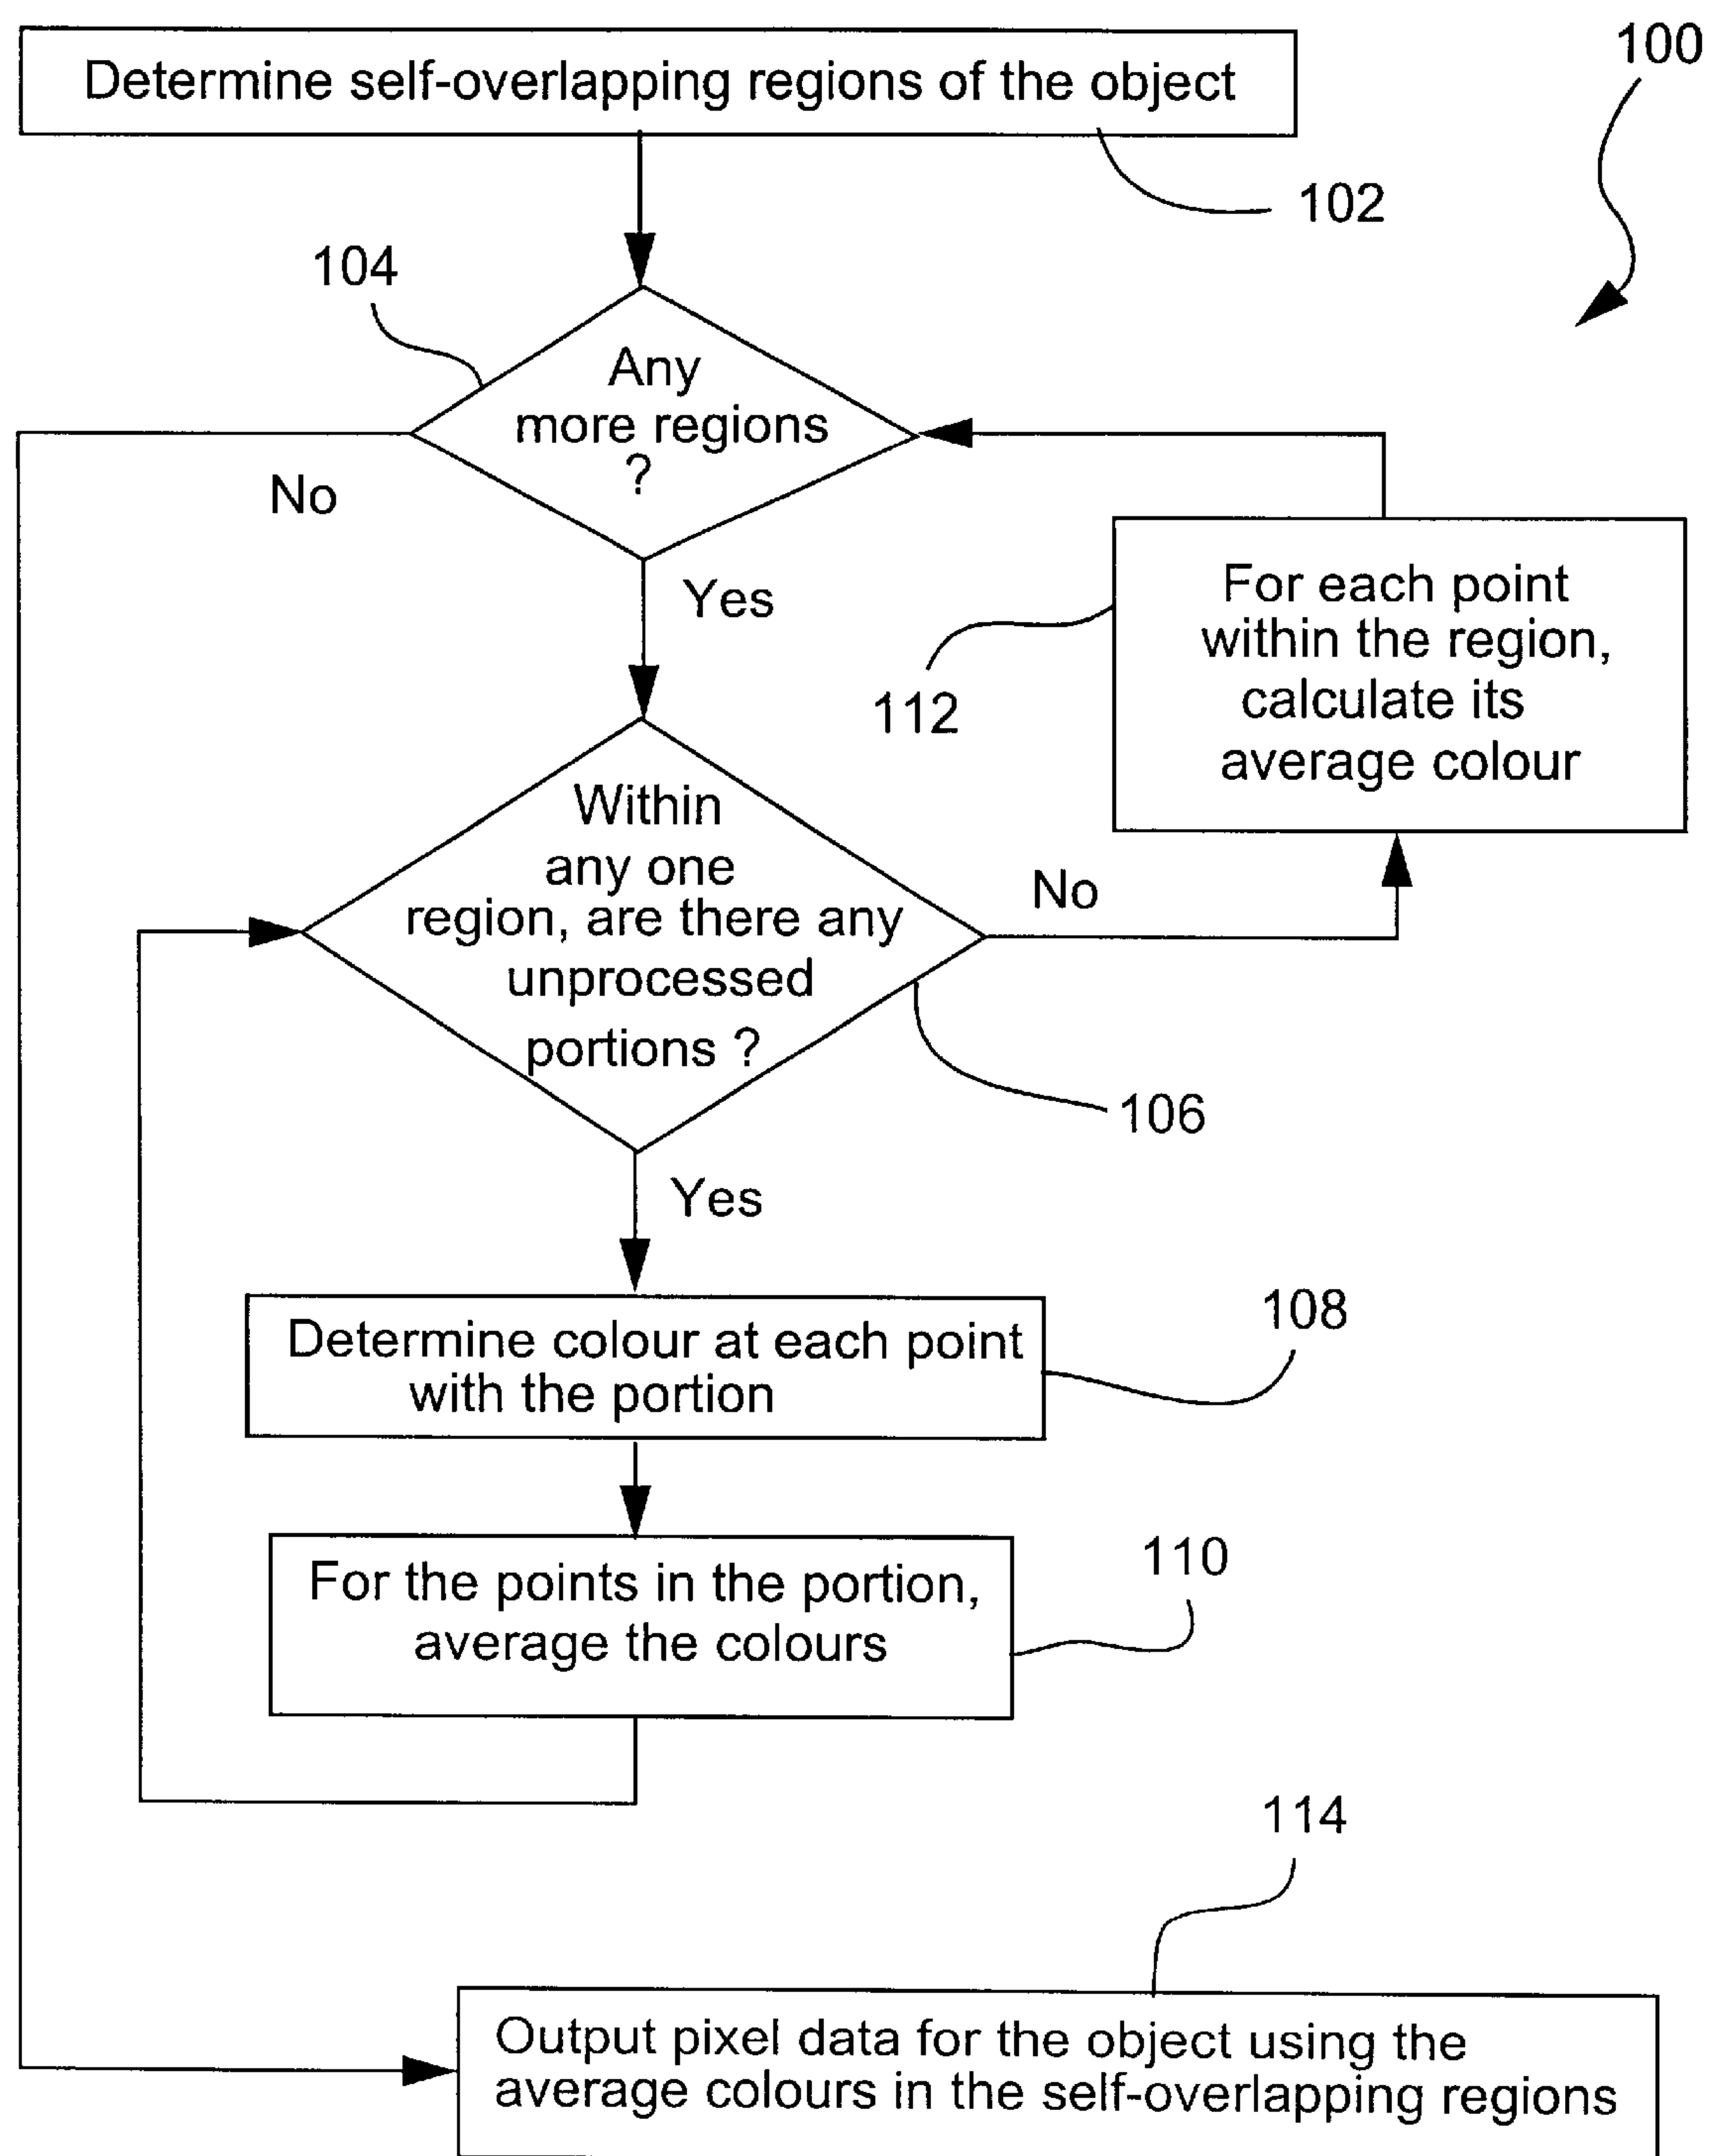 100
Determine self-overlapping regions of the object
102
104
Any
more regions
?
No
Yes
For each point
within the region,
calculate its
average colour
112
Within
any one
region, are there any
unprocessed
portions ?
No
106
Yes
Determine colour at each point
with the portion
108
For the points in the portion,
average the colours
110
114
Output pixel data for the object using the
average colours in the self-overlapping regions